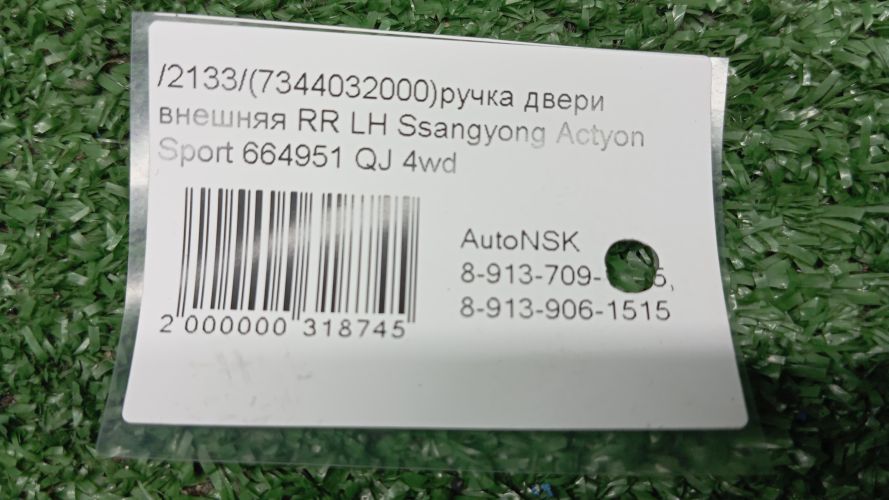 /2133/(7344032000)ручка двери
внешняя RR LH Ssangyong Actyon
Sport 664951 QJ 4wd
AutoNSK
8-913-709-
8-913-906-1515
2 000000 318745